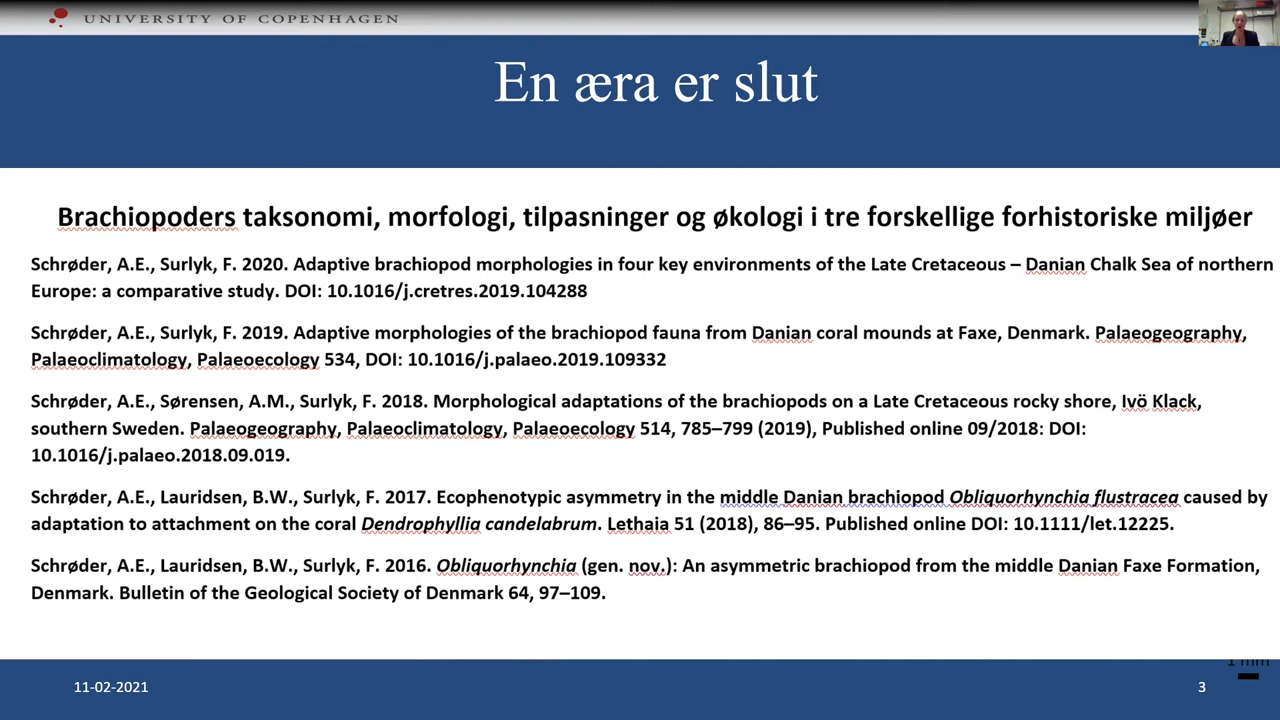 UNIVERSITY OF COPENHAGEN
En æra er slut
Brachiopoders taksonomi, morfologi, tilpasninger og økologi i tre forskellige forhistoriske miljøer
Schrøder, A.E., Surlyk, F. 2020. Adaptive brachiopod morphologies in four key environments of the Late Cretaceous – Danian Chalk Sea of northern
Europe: a comparative study. DOI: 10.1016/j.cretres.2019.104288
Schrøder, A.E., Surlyk, F. 2019. Adaptive morphologies of the brachiopod fauna from Danian coral mounds at Faxe, Denmark. Palaeogeography,
Palaeoclimatology, Palaeoecology 534, DOI: 10.1016/j.palaeo.2019.109332
Schrøder, A.E., Sørensen, A.M., Surlyk, F. 2018. Morphological adaptations of the brachiopods on a Late Cretaceous rocky shore, Ivö Klack,
southern Sweden. Palaeogeography, Palaeoclimatology, Palaeoecology 514, 785–799 (2019), Published online 09/2018: DOI:
10.1016/j.palaeo.2018.09.019.
Schrøder, A.E., Lauridsen, B.W., Surlyk, F. 2017. Ecophenotypic asymmetry in the middle Danian brachiopod Obliquorhynchia flustracea caused by
adaptation to attachment on the coral Dendrophyllia candelabrum. Lethaia 51 (2018), 86–95. Published online DOI: 10.1111/let.12225.
Schrøder, A.E., Lauridsen, B.W., Surlyk, F. 2016. Obliquorhynchia (gen. nov.): An asymmetric brachiopod from the middle Danian Faxe Formation,
Denmark. Bulletin of the Geological Society of Denmark 64, 97–109.
1 mm
11-02-2021
3